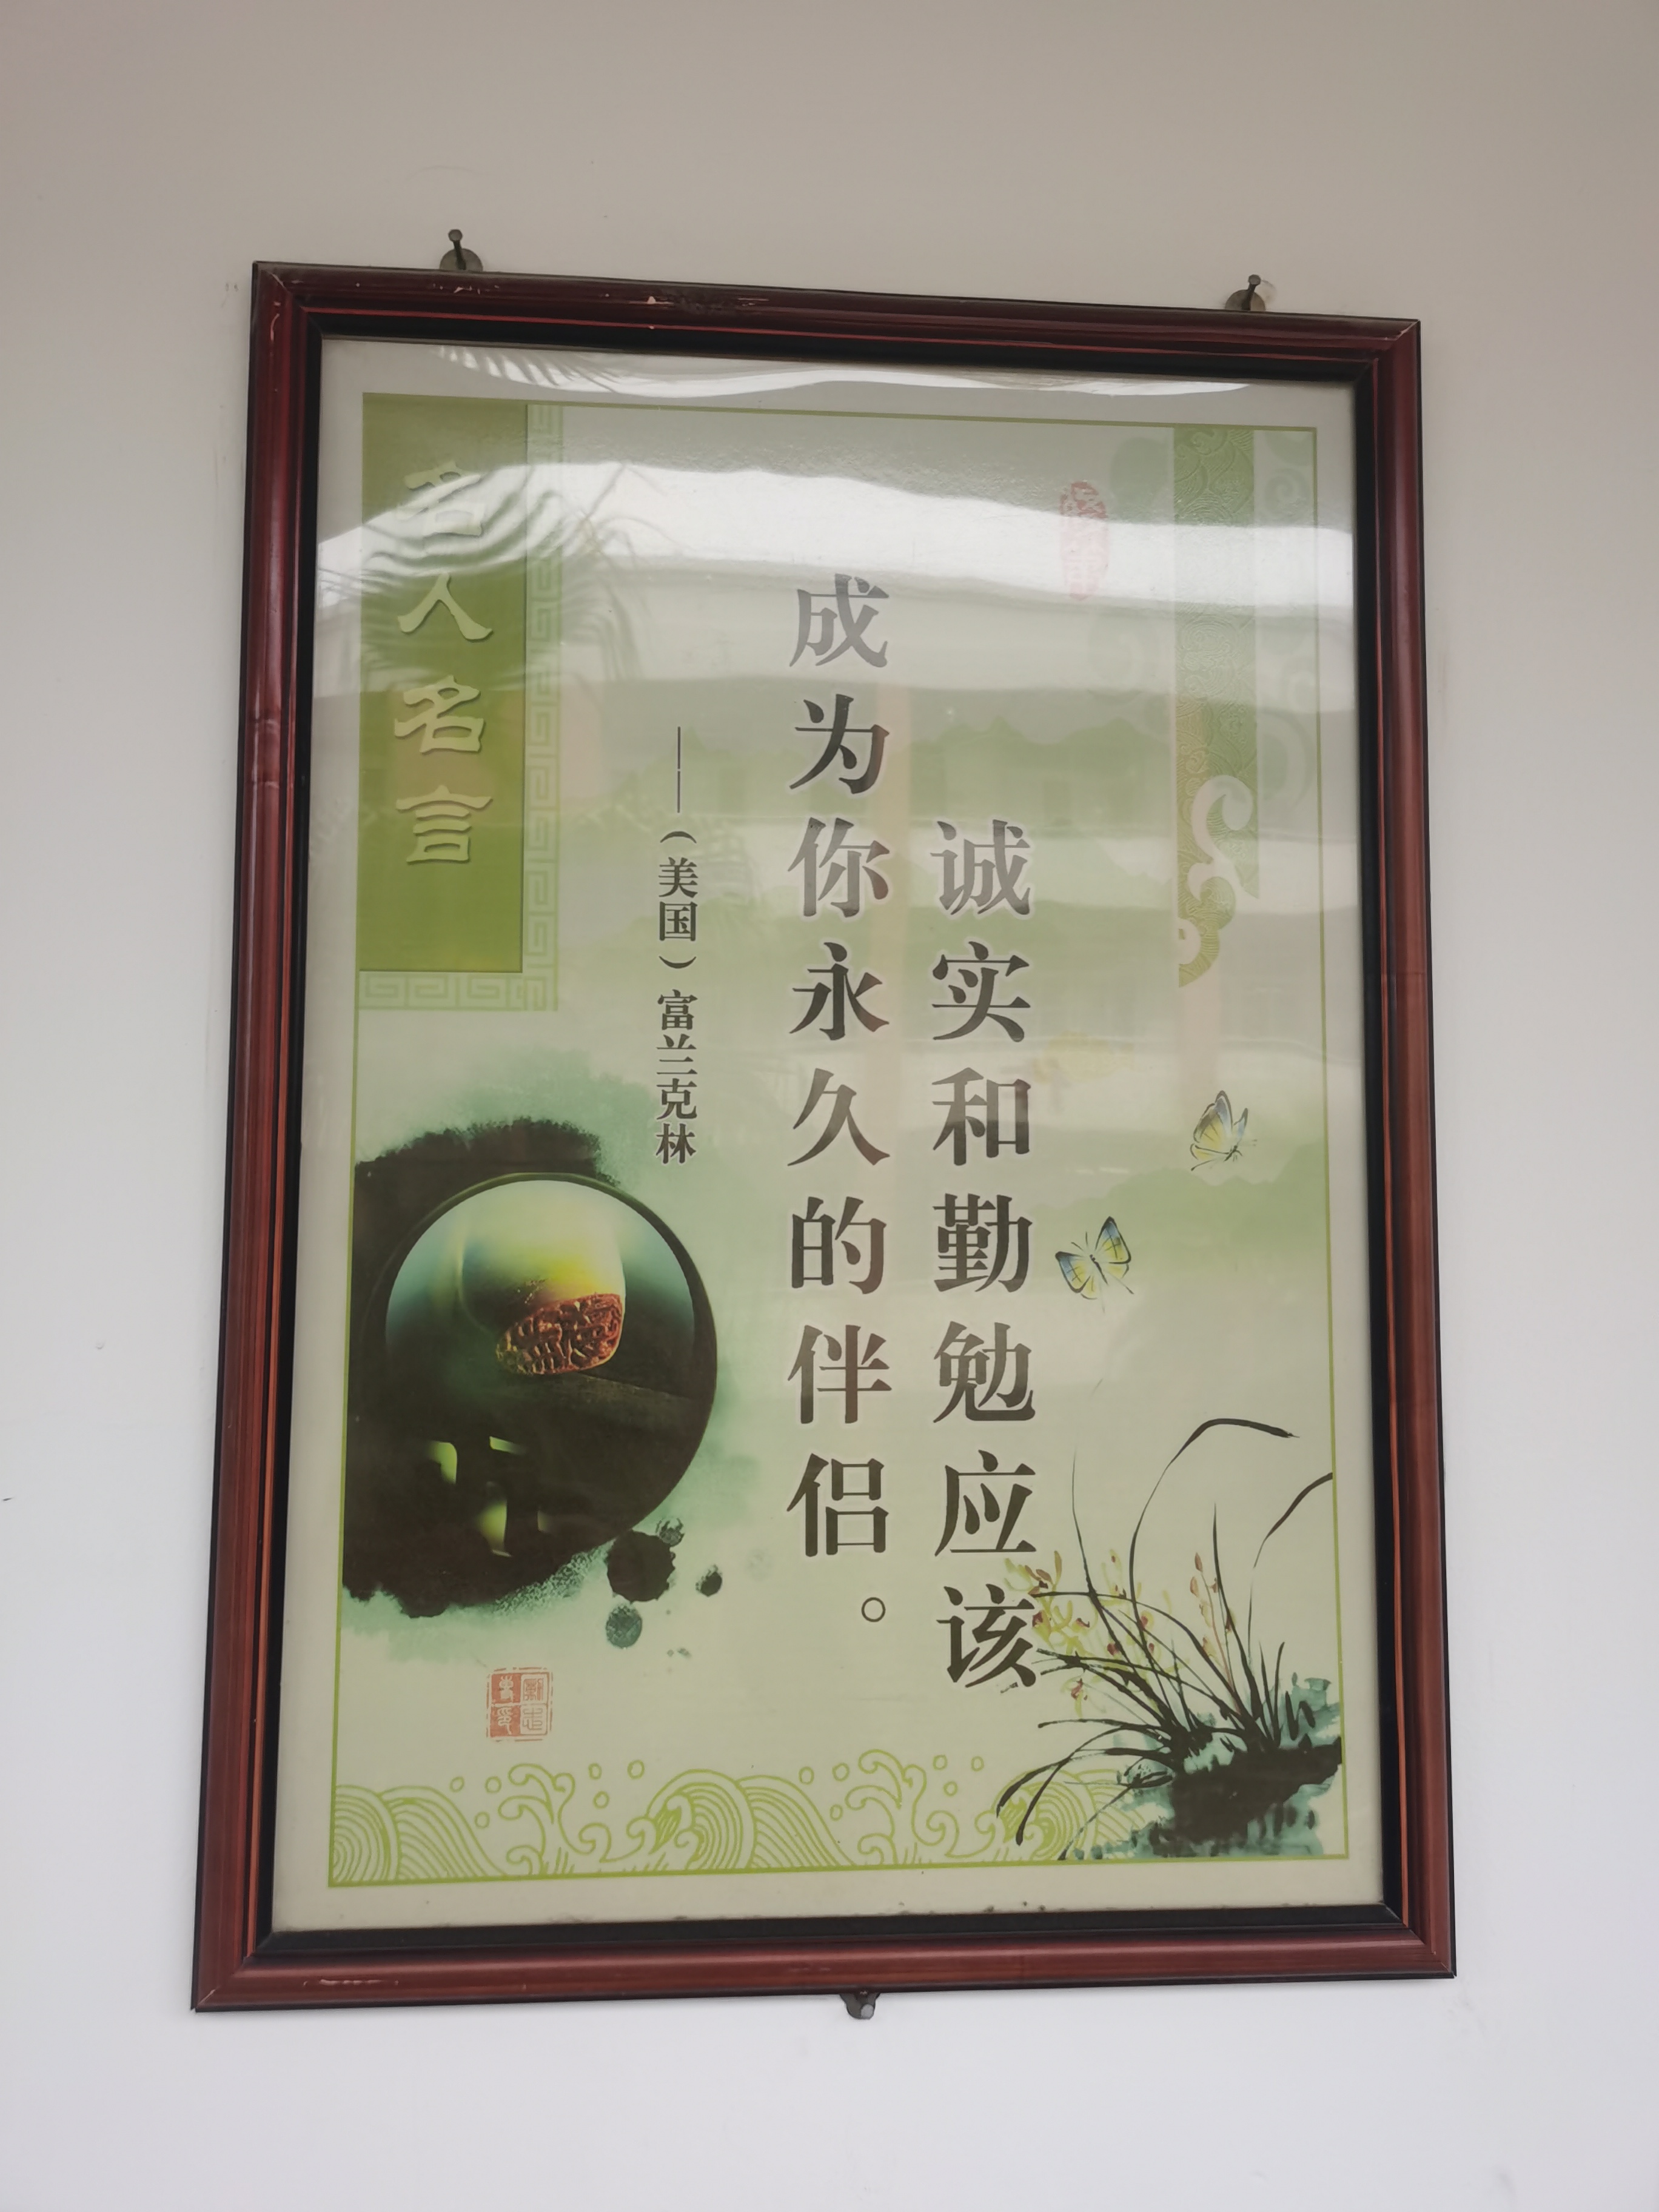 诚实和勤勉应该
成为你永久的伴侣。
——（美国）富兰克林
名人名言